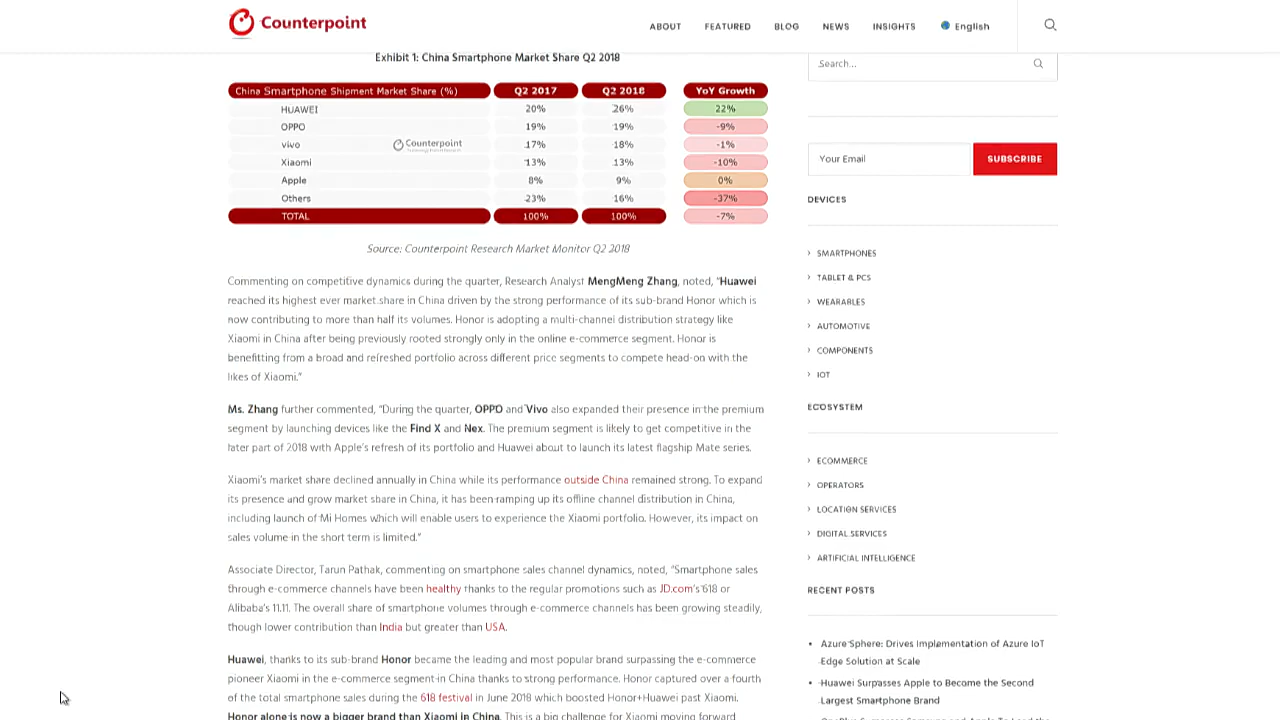 Counterpoint
ABOUT FEATURED BLOG NEWS INSIGHTS English
Exhibit 1: China Smartphone Market Share Q2 2018
China Smartphone Shipment Market Share (%) Q2 2017 Q2 2018 YoY Growth
HUAWEI 20% 26% 22%
OPPO 19% 19% -9%
vivo 17% 18% -1%
Counterpoint
Xiaomi 13% 13% -10%
Apple 8% 9% 0%
Others 23% 16% -37%
TOTAL 100% 100% -7%
Source: Counterpoint Research Market Monitor Q2 2018
Commenting on competitive dynamics during the quarter, Research Analyst MengMeng Zhang, noted, “Huawei
reached its highest ever market share in China driven by the strong performance of its sub-brand Honor which is
now contributing to more than half its volumes. Honor is adopting a multi-channel distribution strategy like
Xiaomi in China after being previously rooted strongly only in the online e-commerce segment. Honor is
benefitting from a broad and refreshed portfolio across different price segments to compete head-on with the
likes of Xiaomi.”
Ms. Zhang further commented, “During the quarter, OPPO and Vivo also expanded their presence in the premium
segment by launching devices like the Find X and Nex. The premium segment is likely to get competitive in the
later part of 2018 with Apple’s refresh of its portfolio and Huawei about to launch its latest flagship Mate series.
Xiaomi’s market share declined annually in China while its performance outside China remained strong. To expand
its presence and grow market share in China, it has been ramping up its offline channel distribution in China,
including launch of Mi Homes which will enable users to experience the Xiaomi portfolio. However, its impact on
sales volume in the short term is limited.”
Associate Director, Tarun Pathak, commenting on smartphone sales channel dynamics, noted, “Smartphone sales
through e-commerce channels have been healthy thanks to the regular promotions such as JD.com’s 618 or
Alibaba’s 11.11. The overall share of smartphone volumes through e-commerce channels has been growing steadily,
though lower contribution than India but greater than USA.
Huawei, thanks to its sub-brand Honor became the leading and most popular brand surpassing the e-commerce
pioneer Xiaomi in the e-commerce segment in China thanks to strong performance. Honor captured over a fourth
of the total smartphone sales during the 618 festival in June 2018 which boosted Honor+Huawei past Xiaomi.
Honor alone is now a bigger brand than Xiaomi in China. This is a big challenge for Xiaomi moving forward
Search...
Your Email SUBSCRIBE
DEVICES
SMARTPHONES
TABLET & PCS
WEARABLES
AUTOMOTIVE
COMPONENTS
IOT
ECOSYSTEM
ECOMMERCE
OPERATORS
LOCATION SERVICES
DIGITAL SERVICES
ARTIFICIAL INTELLIGENCE
RECENT POSTS
Azure Sphere: Drives Implementation of Azure IoT
Edge Solution at Scale
Huawei Surpasses Apple to Become the Second
Largest Smartphone Brand